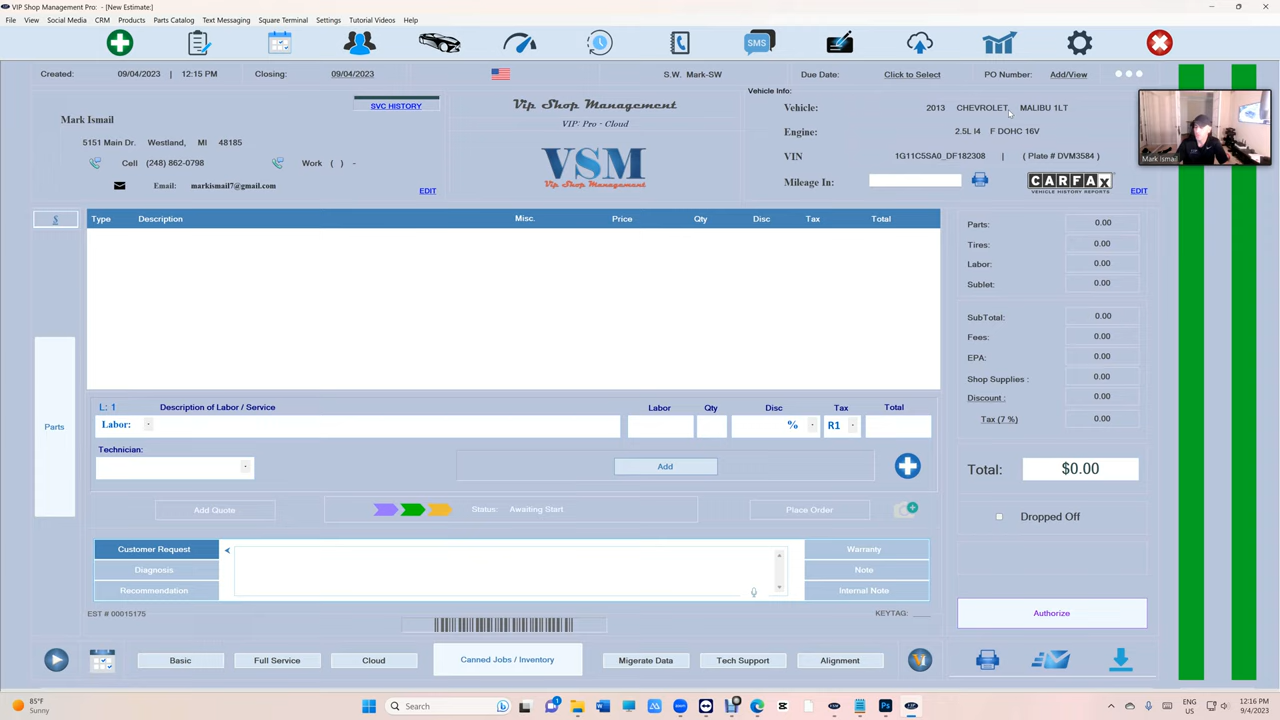 VIP Shop Management Pro: - [New Estimate:]
File View Social Media CRM Products Parts Catalog Text Messaging Square Terminal Settings Tutorial Videos Help
SMS
Created: 09/04/2023 | 12:15 PM Closing: 09/04/2023 S.W. Mark-SW Due Date: Click to Select PO Number: Add/View
SVC HISTORY
Mark Ismail
5151 Main Dr. Westland, MI 48185
Cell (248) 862-0798 Work ( ) -
Email: markismail7@gmail.com
EDIT
Vip Shop Management
VIP: Pro - Cloud
VSM
Vip Shop Management
Vehicle Info:
Vehicle: 2013 CHEVROLET, MALIBU 1LT
Engine: 2.5L I4 F DOHC 16V
VIN 1G11C5SA0_DF182308 | ( Plate # DVM3584 )
Mileage In:
CARFAX
VEHICLE HISTORY REPORTS
EDIT
Mark Ismail
S
Type Description Misc. Price Qty Disc Tax Total
Parts
Parts: 0.00
Tires: 0.00
Labor: 0.00
Sublet: 0.00
SubTotal: 0.00
Fees: 0.00
EPA: 0.00
Shop Supplies : 0.00
Discount : 0.00
Tax (7 %) 0.00
Total: $0.00
Dropped Off
Authorize
L: 1 Description of Labor / Service Labor Qty Disc Tax Total
Labor: % R1
Technician:
Add
Add Quote Status: Awaiting Start Place Order
Customer Request
Diagnosis
Recommendation
Warranty
Note
Internal Note
EST # 00015175 KEYTAG: ____
Basic Full Service Cloud Canned Jobs / Inventory Migerate Data Tech Support Alignment
85°F
Sunny
Search
ENG
US
12:16 PM
9/4/2023